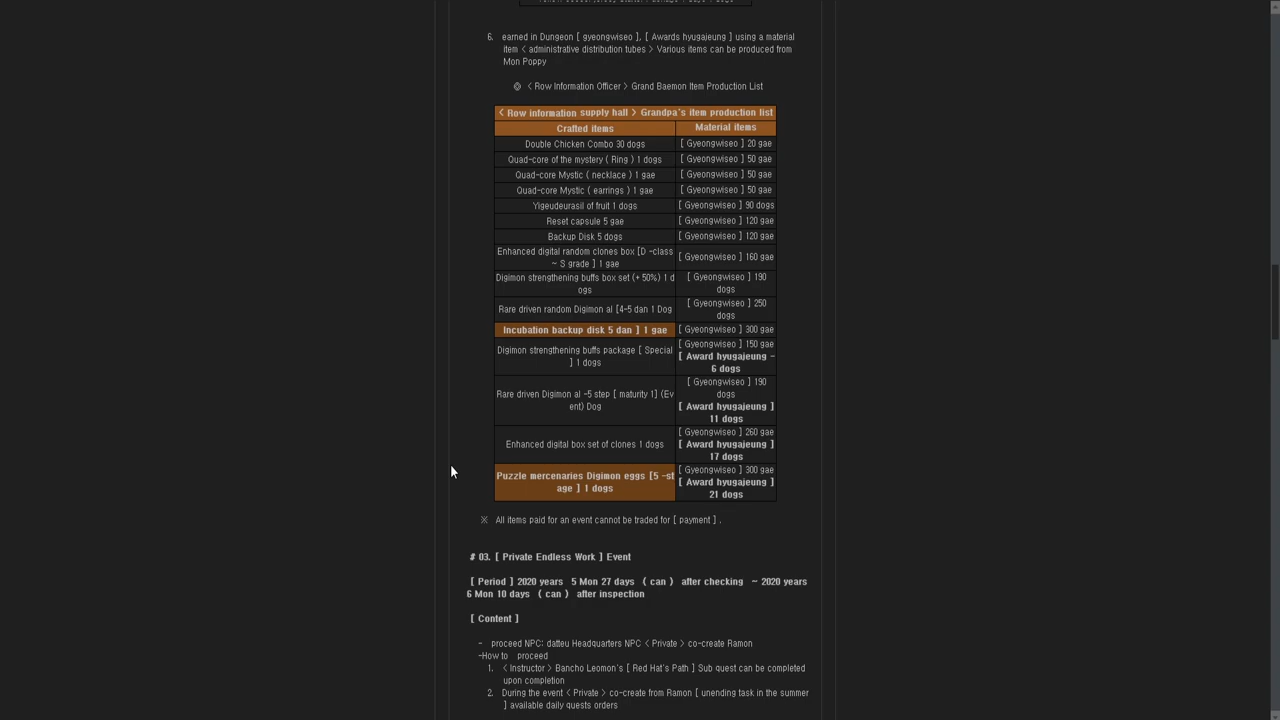 6. earned in Dungeon [ gyeongwiseo ], [ Awards hyugajeung ] using a material
item < administrative distribution tubes > Various items can be produced from
Mon Poppy
◎ < Row Information Officer > Grand Baemon Item Production List
< Row information supply hall > Grandpa's item production list
Crafted items Material items
Double Chicken Combo 30 dogs [ Gyeongwiseo ] 20 gae
Quad-core of the mystery ( Ring ) 1 dogs [ Gyeongwiseo ] 50 gae
Quad-core Mystic ( necklace ) 1 gae [ Gyeongwiseo ] 50 gae
Quad-core Mystic ( earrings ) 1 gae [ Gyeongwiseo ] 50 gae
Yigeudeurasil of fruit 1 dogs [ Gyeongwiseo ] 90 dogs
Reset capsule 5 gae [ Gyeongwiseo ] 120 gae
Backup Disk 5 dogs [ Gyeongwiseo ] 120 gae
Enhanced digital random clones box [D -class
~ S grade ] 1 gae
[ Gyeongwiseo ] 160 gae
Digimon strengthening buffs box set (+ 50%) 1 d
ogs
[ Gyeongwiseo ] 190
dogs
Rare driven random Digimon al [4-5 dan 1 Dog
[ Gyeongwiseo ] 250
dogs
Incubation backup disk 5 dan ] 1 gae [ Gyeongwiseo ] 300 gae
Digimon strengthening buffs package [ Special
] 1 dogs
[ Gyeongwiseo ] 150 gae
[ Award hyugajeung -
6 dogs
Rare driven Digimon al -5 step [ maturity 1] (Ev
ent) Dog
[ Gyeongwiseo ] 190
dogs
[ Award hyugajeung ]
11 dogs
Enhanced digital box set of clones 1 dogs
[ Gyeongwiseo ] 260 gae
[ Award hyugajeung ]
17 dogs
Puzzle mercenaries Digimon eggs [5 -st
age ] 1 dogs
[ Gyeongwiseo ] 300 gae
[ Award hyugajeung ]
21 dogs
※ All items paid for an event cannot be traded for [ payment ] .
# 03. [ Private Endless Work ] Event
[ Period ] 2020 years 5 Mon 27 days ( can ) after checking ~ 2020 years
6 Mon 10 days ( can ) after inspection
[ Content ]
- proceed NPC: datteu Headquarters NPC < Private > co-create Ramon
-How to proceed
1. < Instructor > Bancho Leomon's [ Red Hat's Path ] Sub quest can be completed
upon completion
2. During the event < Private > co-create from Ramon [ unending task in the summer
] available daily quests orders